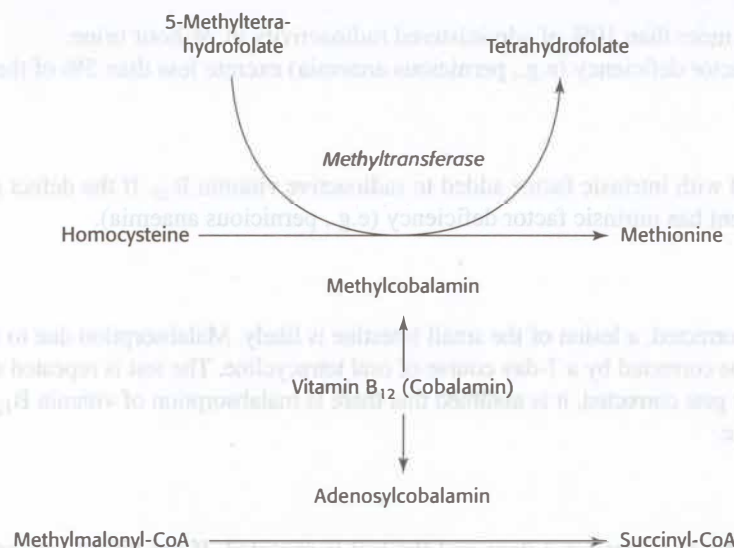 5-Methyltetra-
hydrofolate
Tetrahydrofolate
Methyltransferase
Homocysteine
Methionine
Methylcobalamin
Vitamin B₁₂ (Cobalamin)
Adenosylcobalamin
Methylmalonyl-CoA
Succinyl-CoA